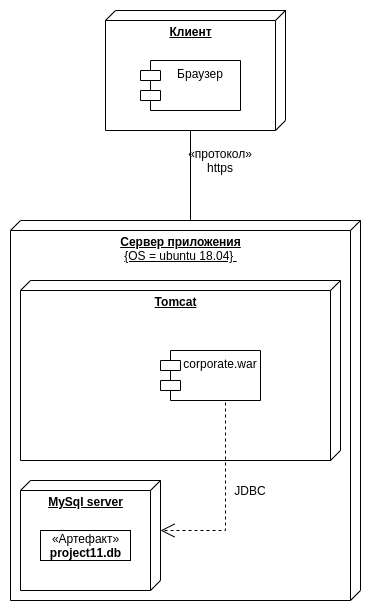 Клиент
Браузер
«протокол»
https
Сервер приложения
{OS = ubuntu 18.04}
Tomcat
corporate.war
JDBC
MySql server
«Артефакт»
project11.db